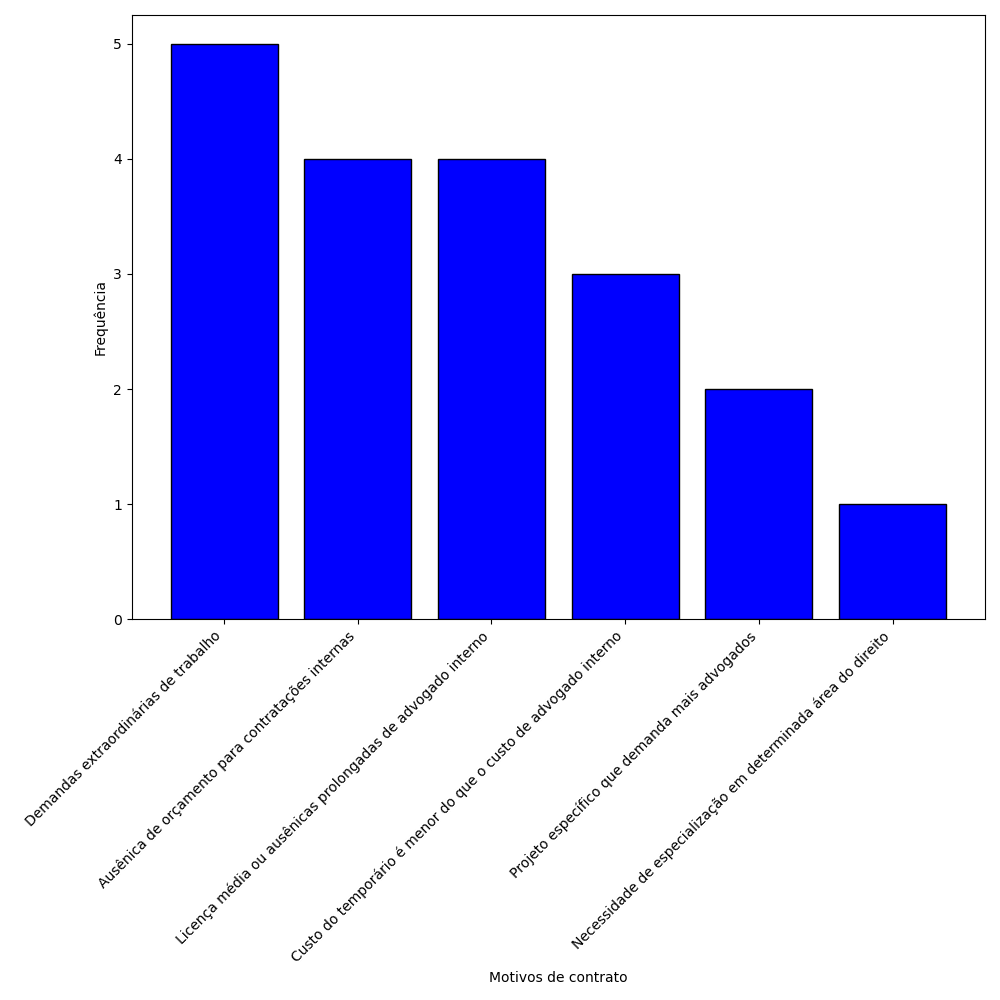 5
4
3
2
1
0
Frequência
Demandas extraordinárias de trabalho
Ausênica de orçamento para contratações internas
Licença média ou ausênicas prolongadas de advogado interno
Custo do temporário é menor do que o custo de advogado interno
Projeto específico que demanda mais advogados
Necessidade de especialização em determinada área do direito
Motivos de contrato